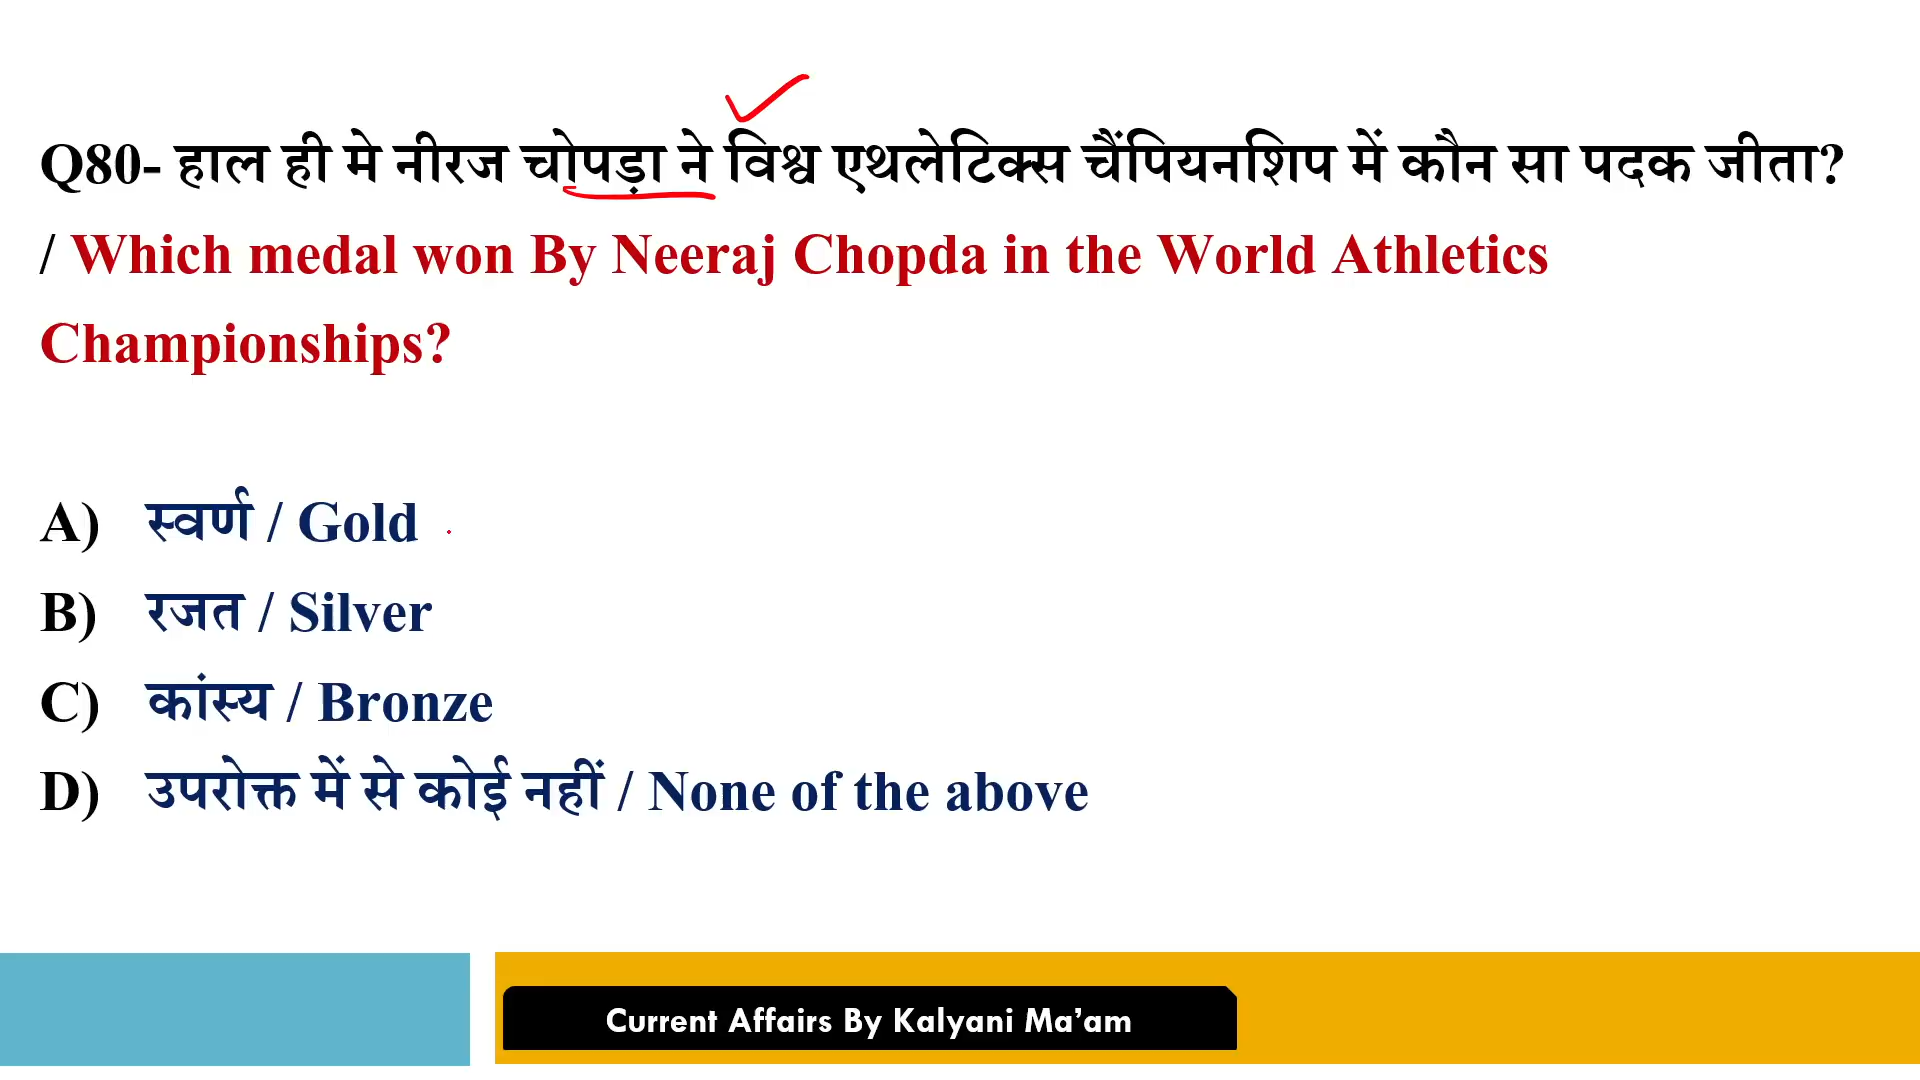 Q80- हाल ही मे नीरज चोपड़ा ने विश्व एथलेटिक्स चैंपियनशिप में कौन सा पदक जीता?
/ Which medal won By Neeraj Chopda in the World Athletics
Championships?
A) स्वर्ण / Gold
B) रजत / Silver
C) कांस्य / Bronze
D) उपरोक्त में से कोई नहीं / None of the above
Current Affairs By Kalyani Ma’am